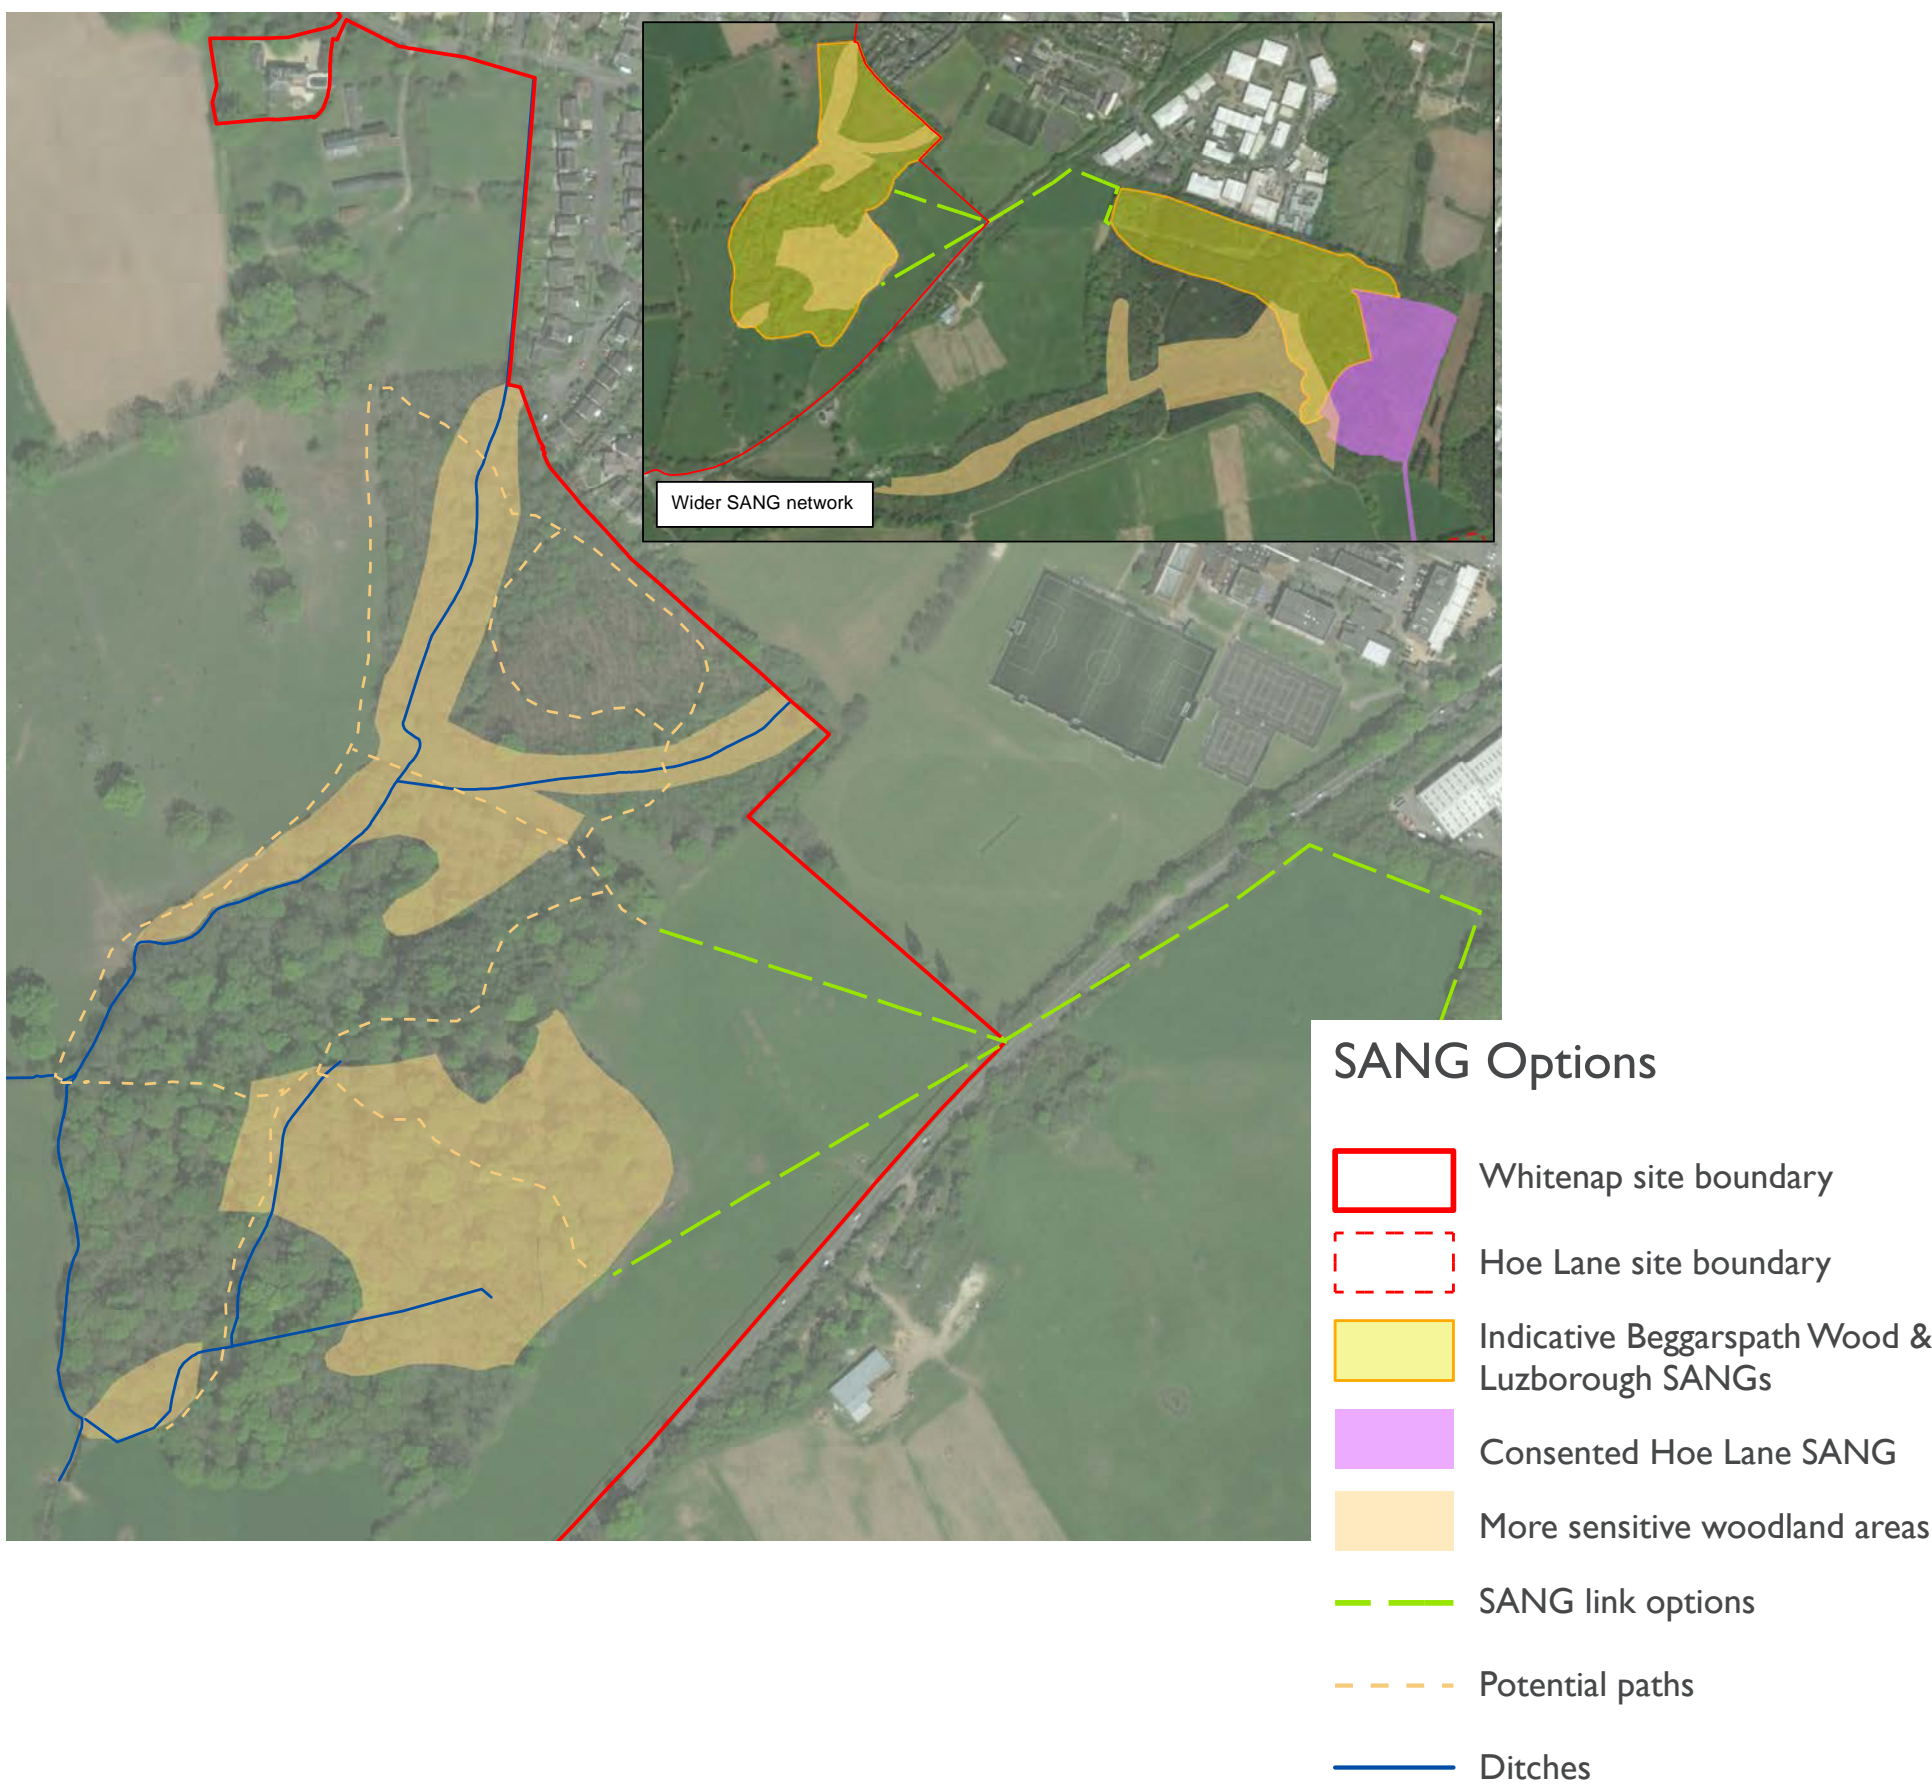 Wider SANG network
SANG Options
Whitenap site boundary
Hoe Lane site boundary
Indicative Beggarspath Wood &
Luzborough SANGs
Consented Hoe Lane SANG
More sensitive woodland areas
SANG link options
Potential paths
Ditches